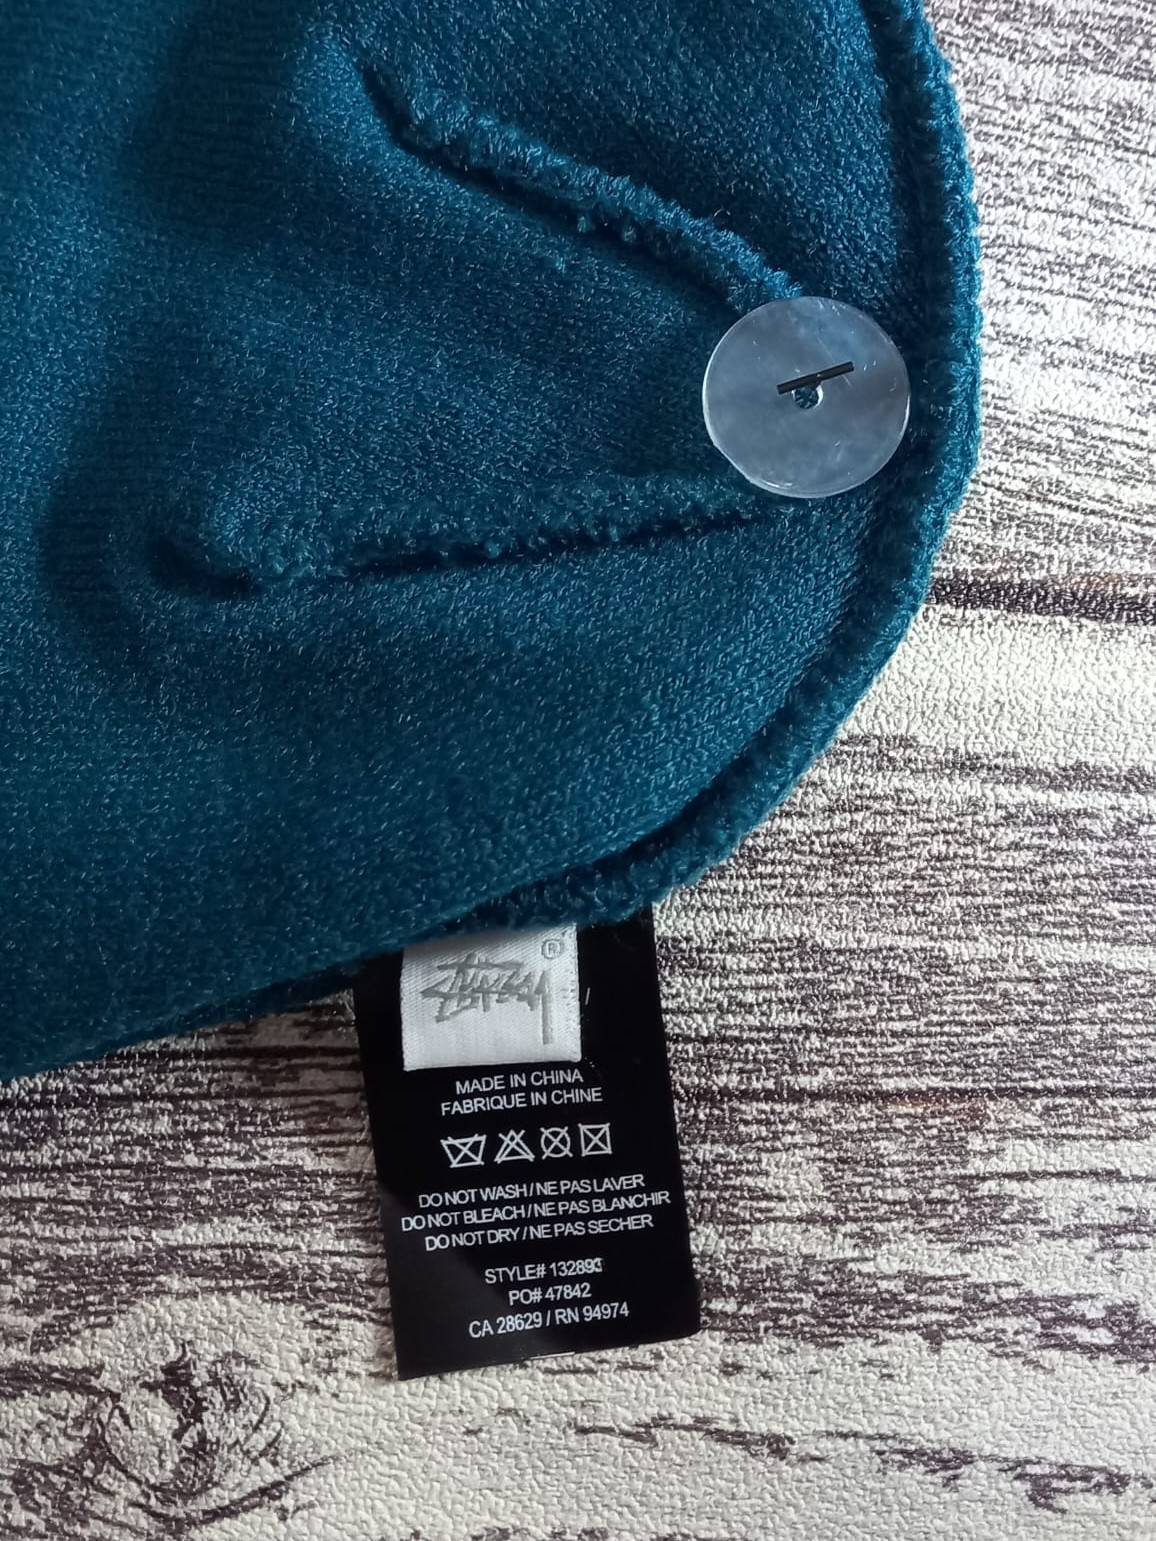 ®
Stüssy
MADE IN CHINA
FABRIQUE IN CHINE
DO NOT WASH / NE PAS LAVER
DO NOT BLEACH / NE PAS BLANCHIR
DO NOT DRY / NE PAS SECHER
STYLE# 132893
PO# 47842
CA 28629 / RN 94974